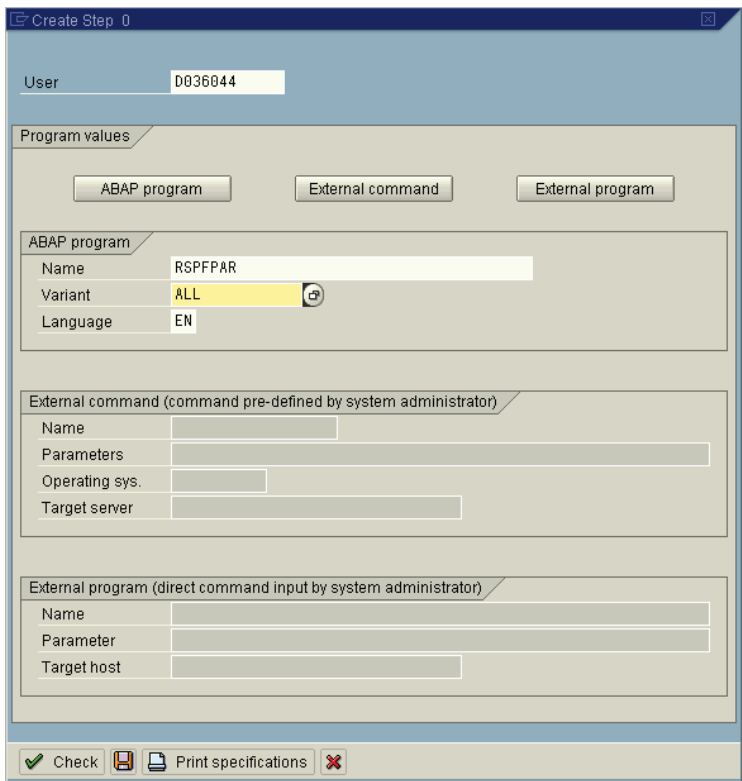 Create Step 0
User D036044
Program values
ABAP program External command External program
ABAP program
Name RSPFPAR
Variant ALL
Language EN
External command (command pre-defined by system administrator)
Name
Parameters
Operating sys.
Target server
External program (direct command input by system administrator)
Name
Parameter
Target host
Check Print specifications